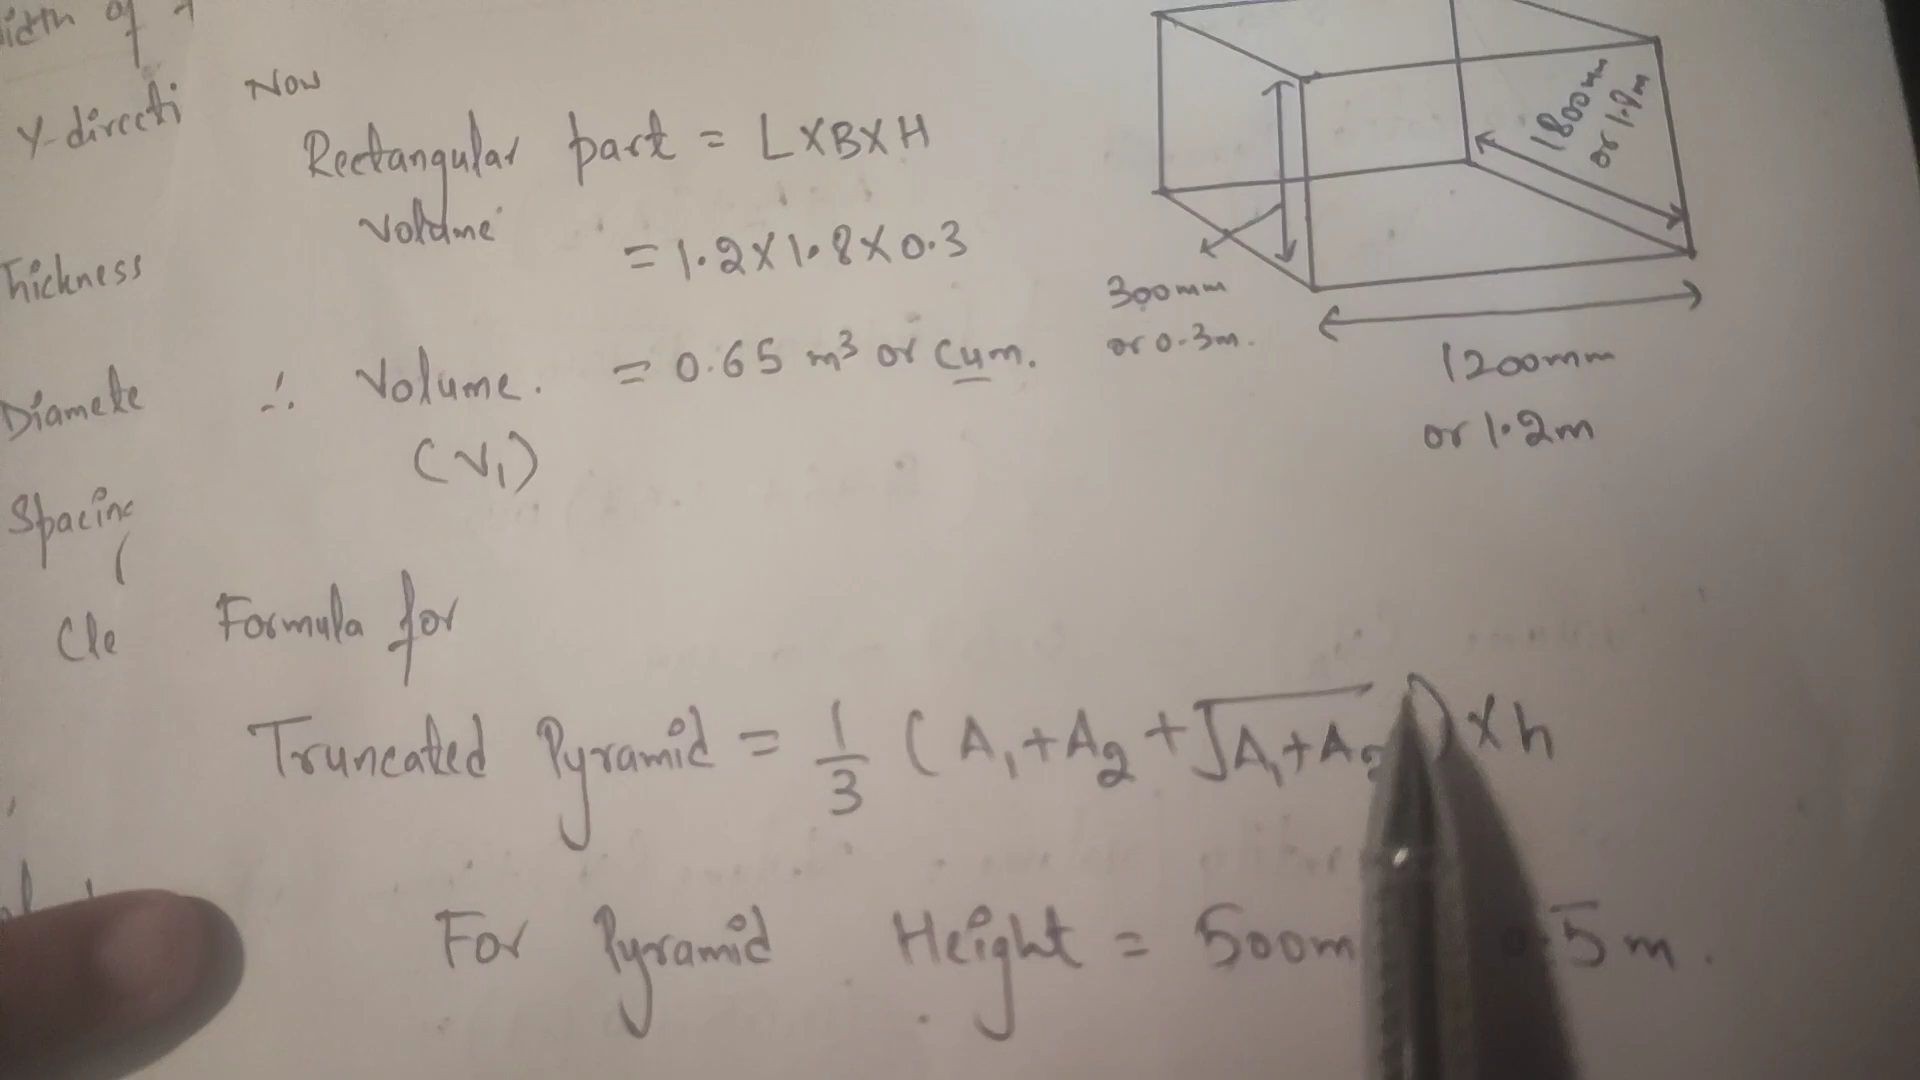 Y-directi
Now
Rectangular part = L X B X H
Volume
= 1.2 X 1.8 X 0.3
Thickness
∴ Volume. = 0.65 m³ or Cum.
(V₁)
Diamete
Spacing
Cle
1800mm
or 1.8m
300mm
or 0.3m.
1200mm
or 1.2m
Formula for
Truncated Pyramid = 1/3 ( A₁ + A₂ + √A₁+A₂ ) X h
For Pyramid Height = 500m 0.5 m.